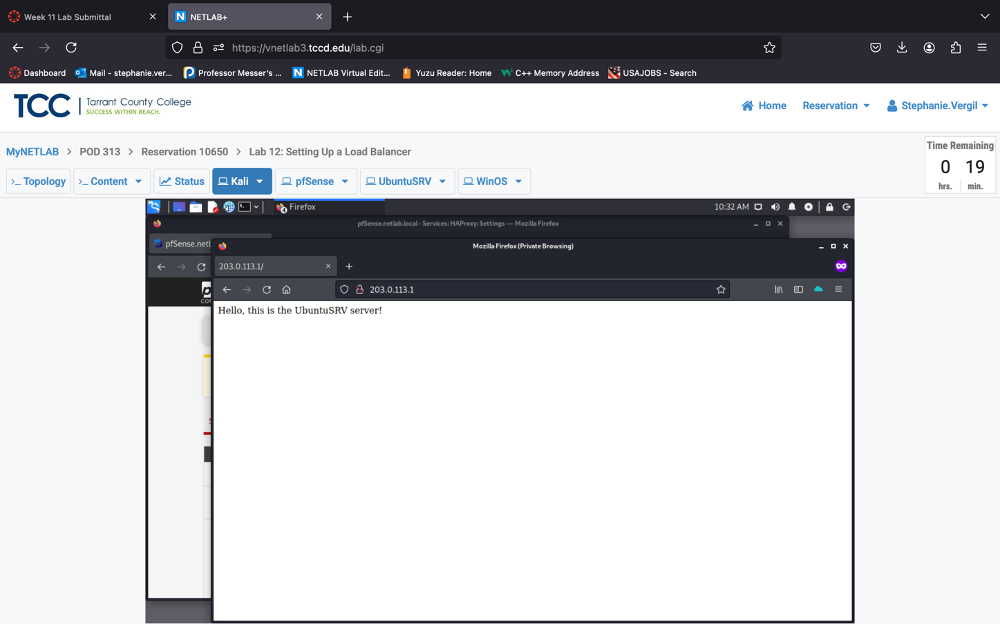 Week 11 Lab Submittal
NETLAB+
https://vnetlab3.tccd.edu/lab.cgi
Dashboard Mail - stephanie.ver... Professor Messer's ... NETLAB Virtual Edit... Yuzu Reader: Home C++ Memory Address USAJOBS - Search
TCC Tarrant County College
SUCCESS WITHIN REACH.
Home Reservation Stephanie.Vergil
MyNETLAB > POD 313 > Reservation 10650 > Lab 12: Setting Up a Load Balancer
Time Remaining
0 19
hrs. min.
>_ Topology >_ Content Status Kali pfSense UbuntuSRV WinOS
Firefox 10:32 AM
pfSense.netlab.local - Services: HAProxy: Settings — Mozilla Firefox
pfSense.netl
Mozilla Firefox (Private Browsing)
203.0.113.1/
203.0.113.1
Hello, this is the UbuntuSRV server!